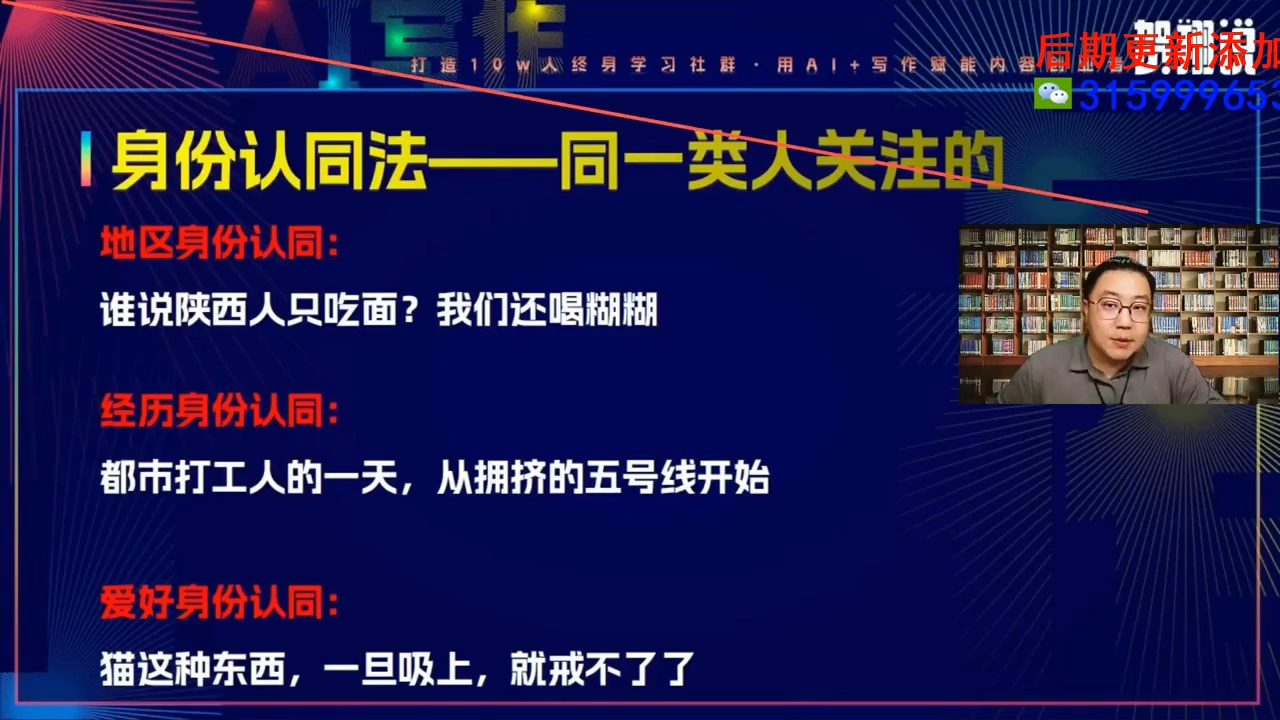 AI写作
打造10w人终身学习社群·用AI+写作赋能内容
后期更新添加
315999653
身份认同法——同一类人关注的
地区身份认同：
谁说陕西人只吃面？我们还喝糊糊
经历身份认同：
都市打工人的一天，从拥挤的五号线开始
爱好身份认同：
猫这种东西，一旦吸上，就戒不了了